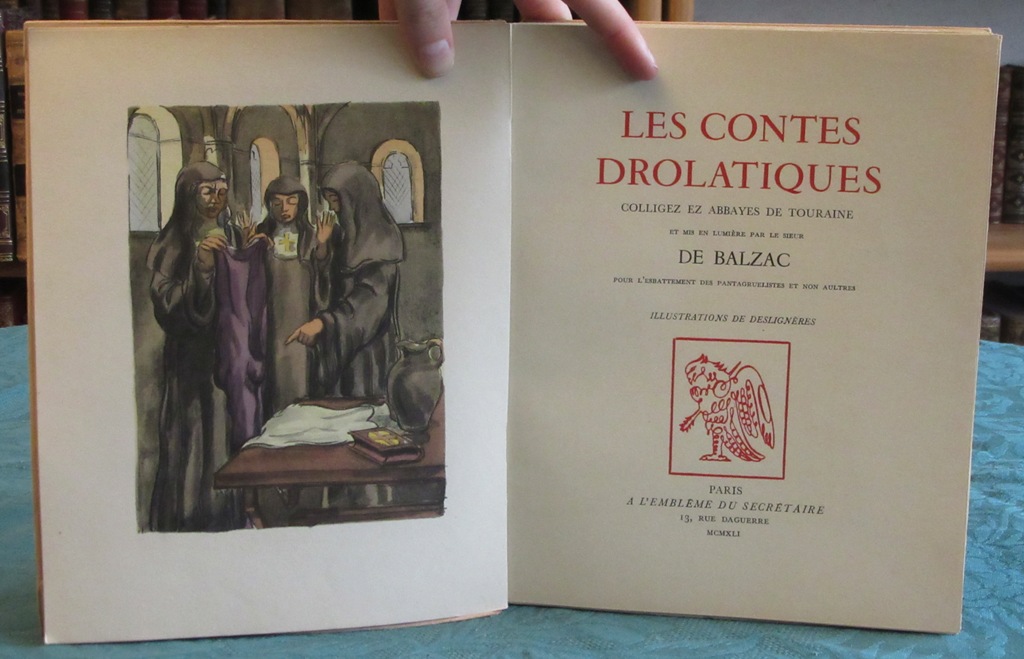 LES CONTES
DROLATIQUES
COLLIGEZ EZ ABBAYES DE TOURAINE
ET MIS EN LUMIÈRE PAR LE SIEUR
DE BALZAC
POUR L'ESBATTEMENT DES PANTAGRUELISTES ET NON AULTRES
ILLUSTRATIONS DE DESLIGNÈRES
PARIS
A L'EMBLÈME DU SECRÉTAIRE
13, RUE DAGUERRE
MCMXLI